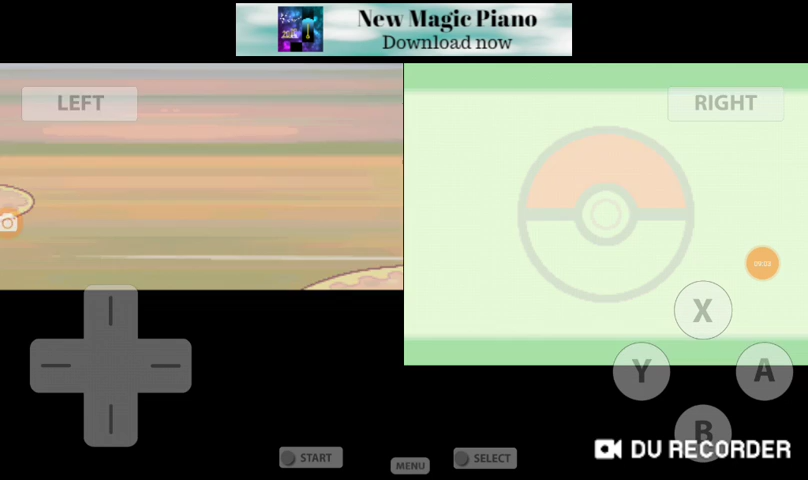 New Magic Piano
Download now
LEFT
RIGHT
X
Y
A
B
START
MENU
SELECT
DU RECORDER